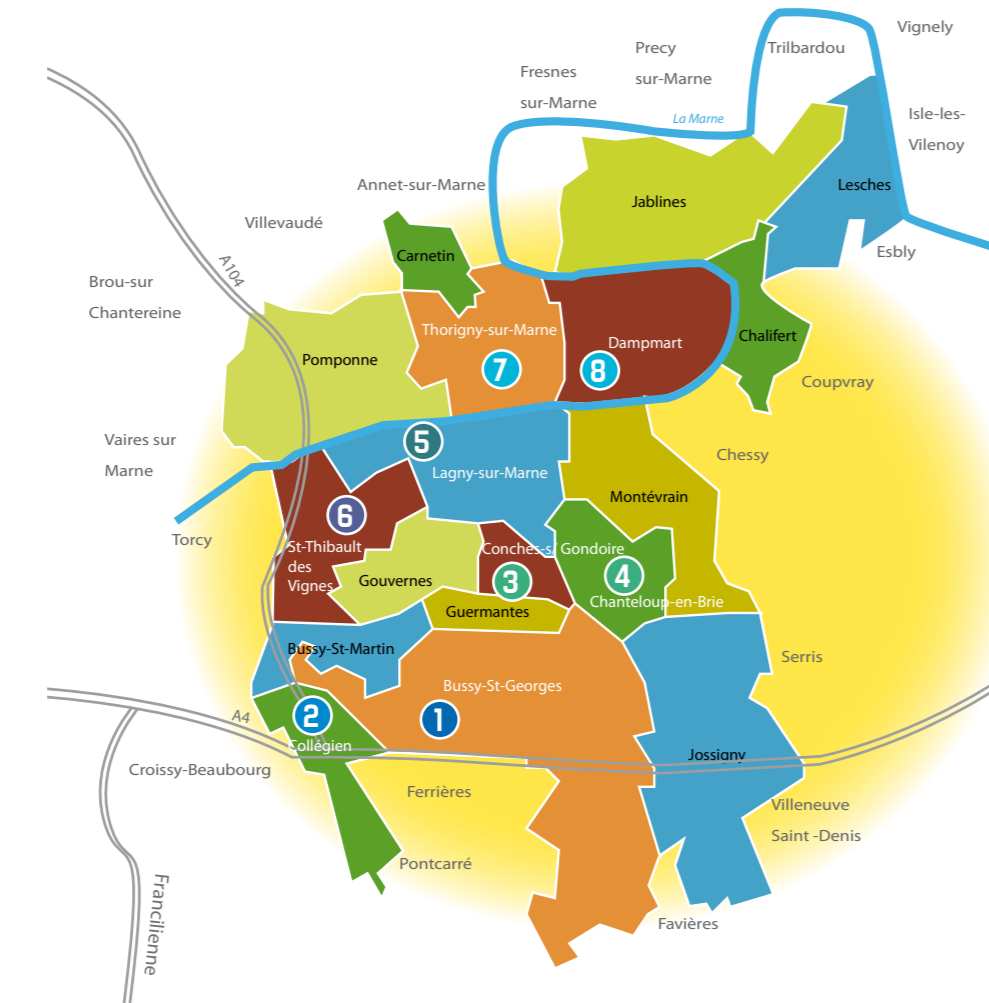 Vignely
Precy
sur-Marne
Trilbardou
Fresnes
sur-Marne
La Marne
Isle-les-
Vilenoy
Annet-sur-Marne
Lesches
Jablines
Villevaudé
Carnetin
Esbly
A104
Brou-sur
Chantereine
Thorigny-sur-Marne
Dampmart
Chalifert
Pomponne
7
8
Coupvray
Vaires sur
Marne
5
Lagny-sur-Marne
Chessy
Montévrain
6
Torcy
St-Thibault
des
Vignes
Conches-s/ Gondoire
Gouvernes
3
4
Chanteloup-en-Brie
Guermantes
Bussy-St-Martin
Serris
Bussy-St-Georges
A4
2
1
Collégien
Jossigny
Croissy-Beaubourg
Ferrières
Villeneuve
Saint -Denis
Pontcarré
Francilienne
Favières